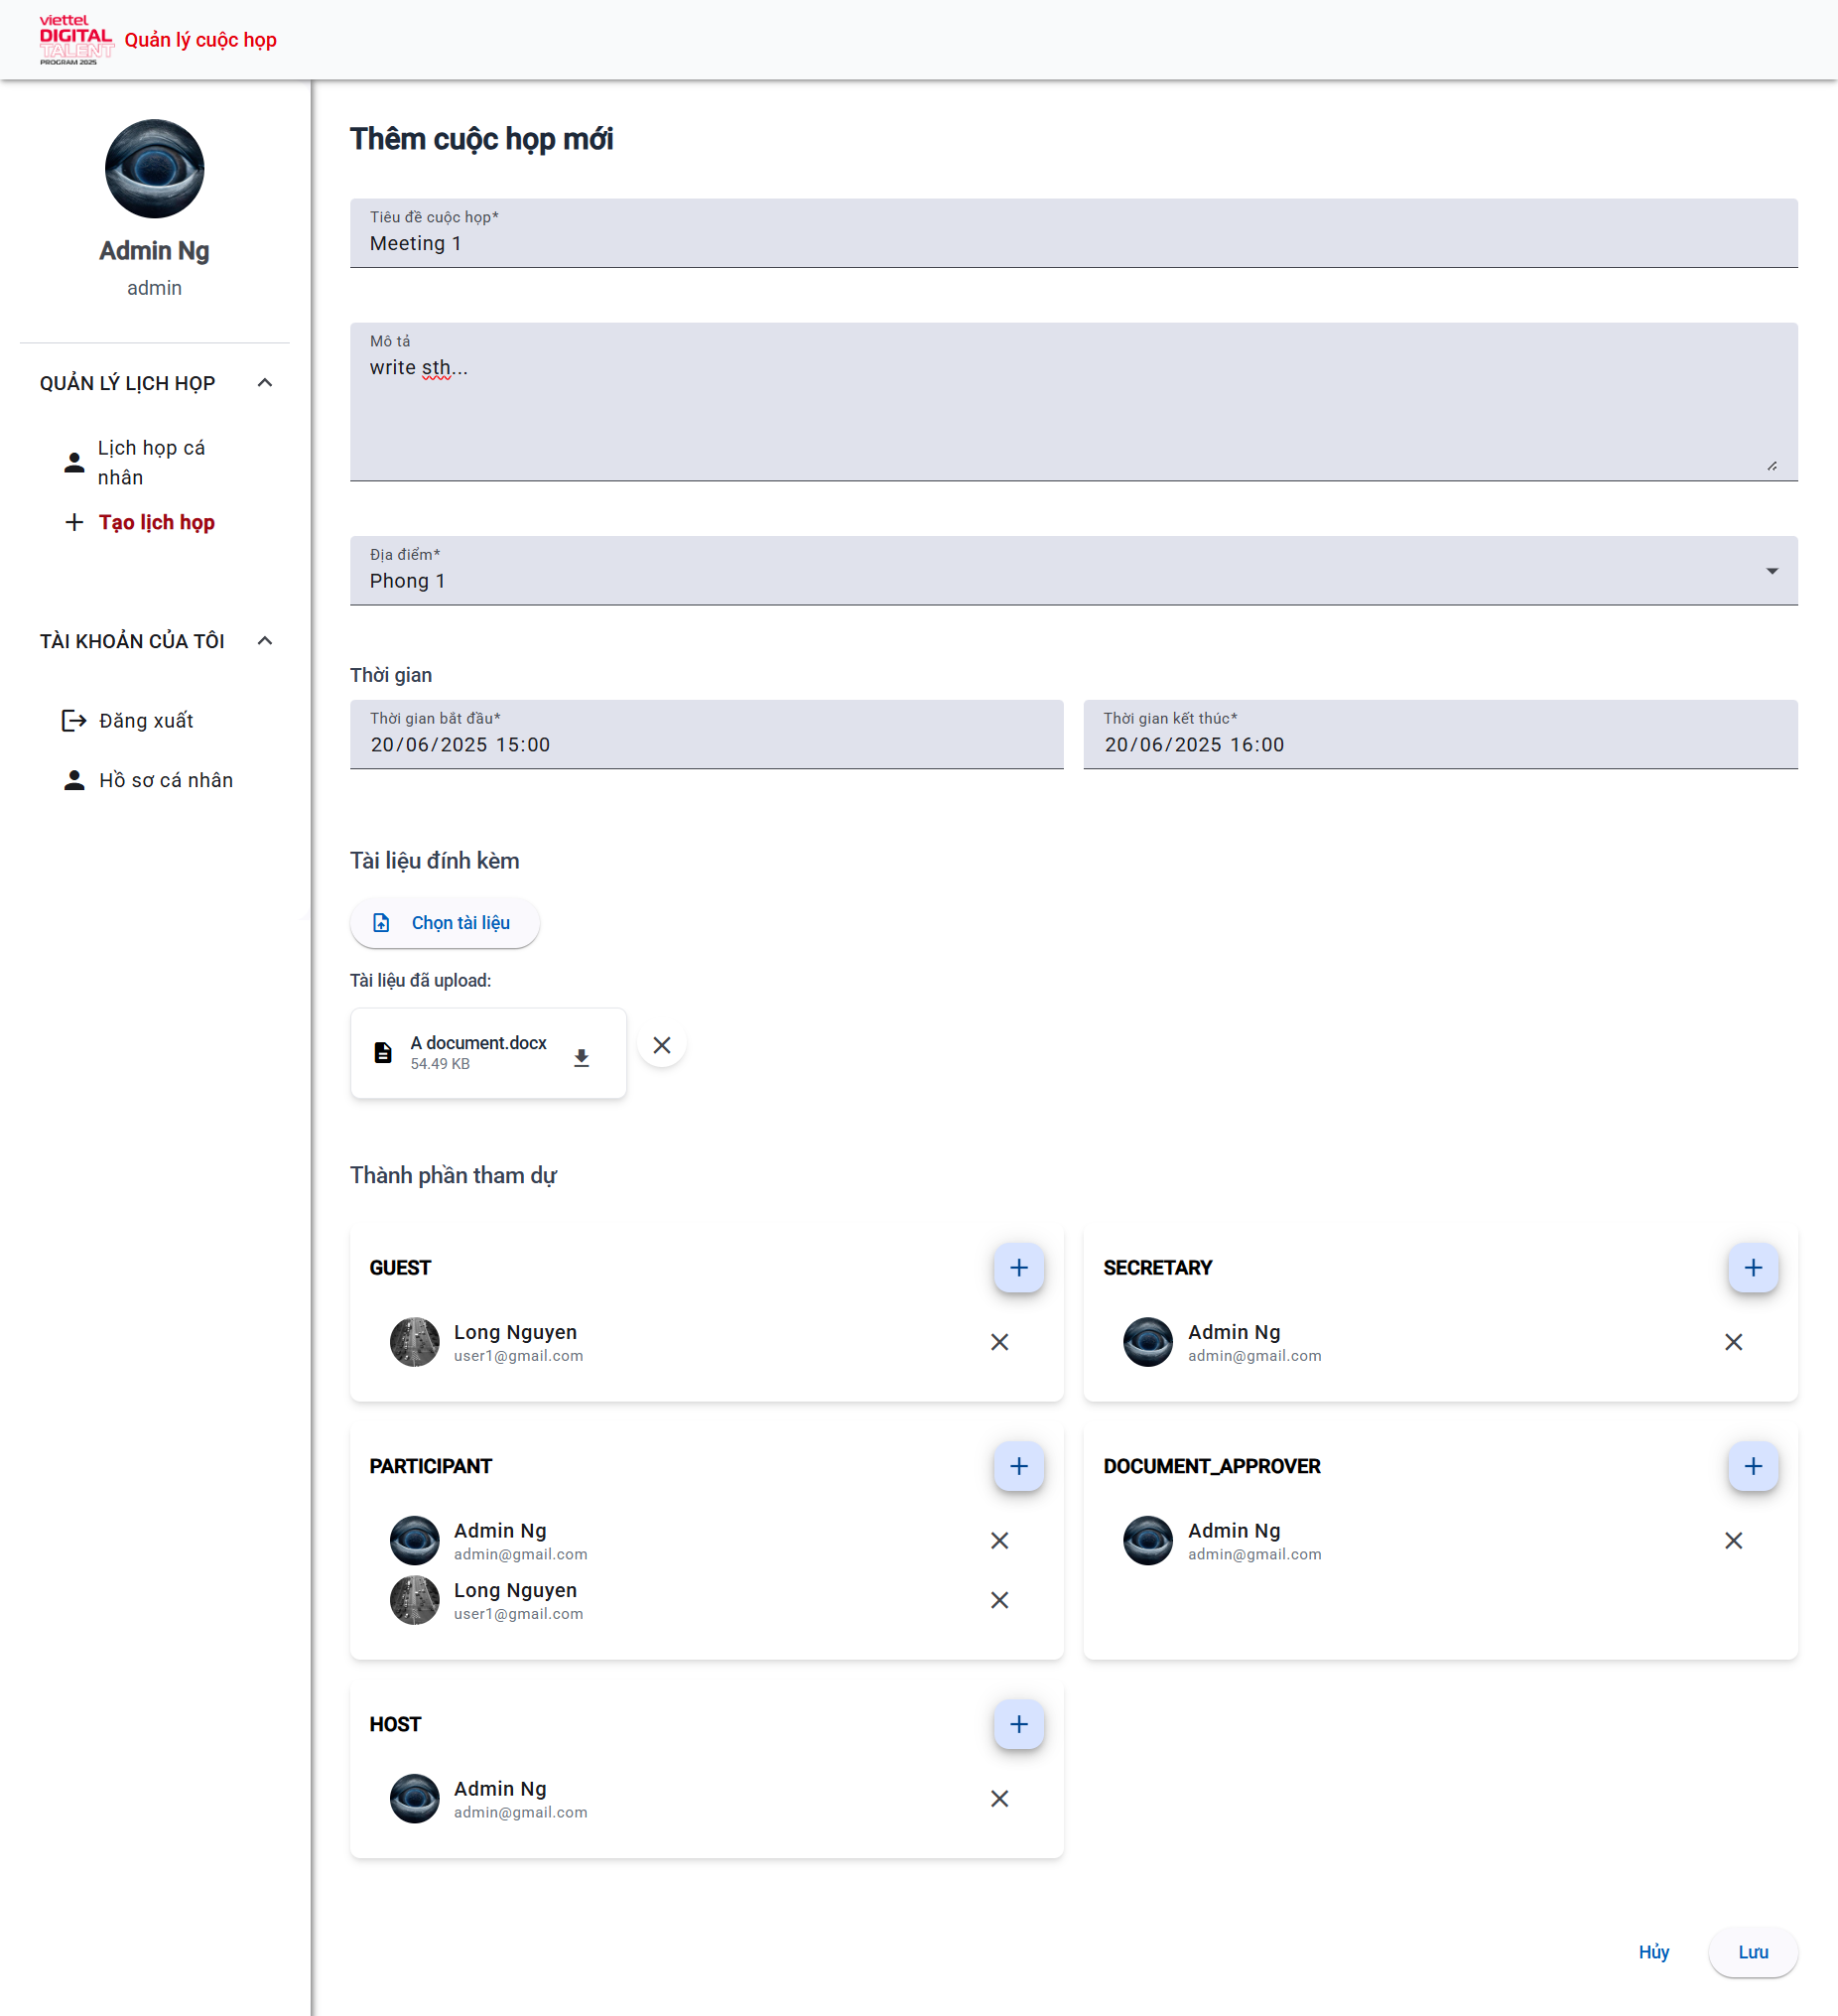 viettel
DIGITAL
TALENT
PROGRAM 2025
Quản lý cuộc họp
Admin Ng
admin
QUẢN LÝ LỊCH HỌP
Lịch họp cá
nhân
Tạo lịch họp
TÀI KHOẢN CỦA TÔI
Đăng xuất
Hồ sơ cá nhân
Thêm cuộc họp mới
Tiêu đề cuộc họp*
Meeting 1
Mô tả
write sth...
Địa điểm*
Phong 1
Thời gian
Thời gian bắt đầu*
20/06/2025 15:00
Thời gian kết thúc*
20/06/2025 16:00
Tài liệu đính kèm
Chọn tài liệu
Tài liệu đã upload:
A document.docx
54.49 KB
Thành phần tham dự
GUEST
Long Nguyen
user1@gmail.com
SECRETARY
Admin Ng
admin@gmail.com
PARTICIPANT
Admin Ng
admin@gmail.com
Long Nguyen
user1@gmail.com
DOCUMENT_APPROVER
Admin Ng
admin@gmail.com
HOST
Admin Ng
admin@gmail.com
Hủy
Lưu